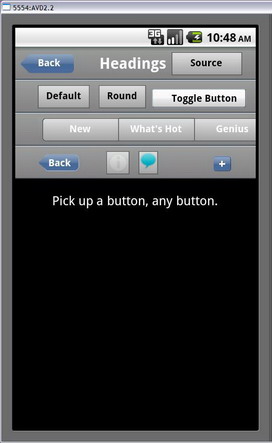 5554:AVD2.2
3G 10:48 AM
Back Headings Source
Default Round Toggle Button
New What's Hot Genius
Back i +
Pick up a button, any button.